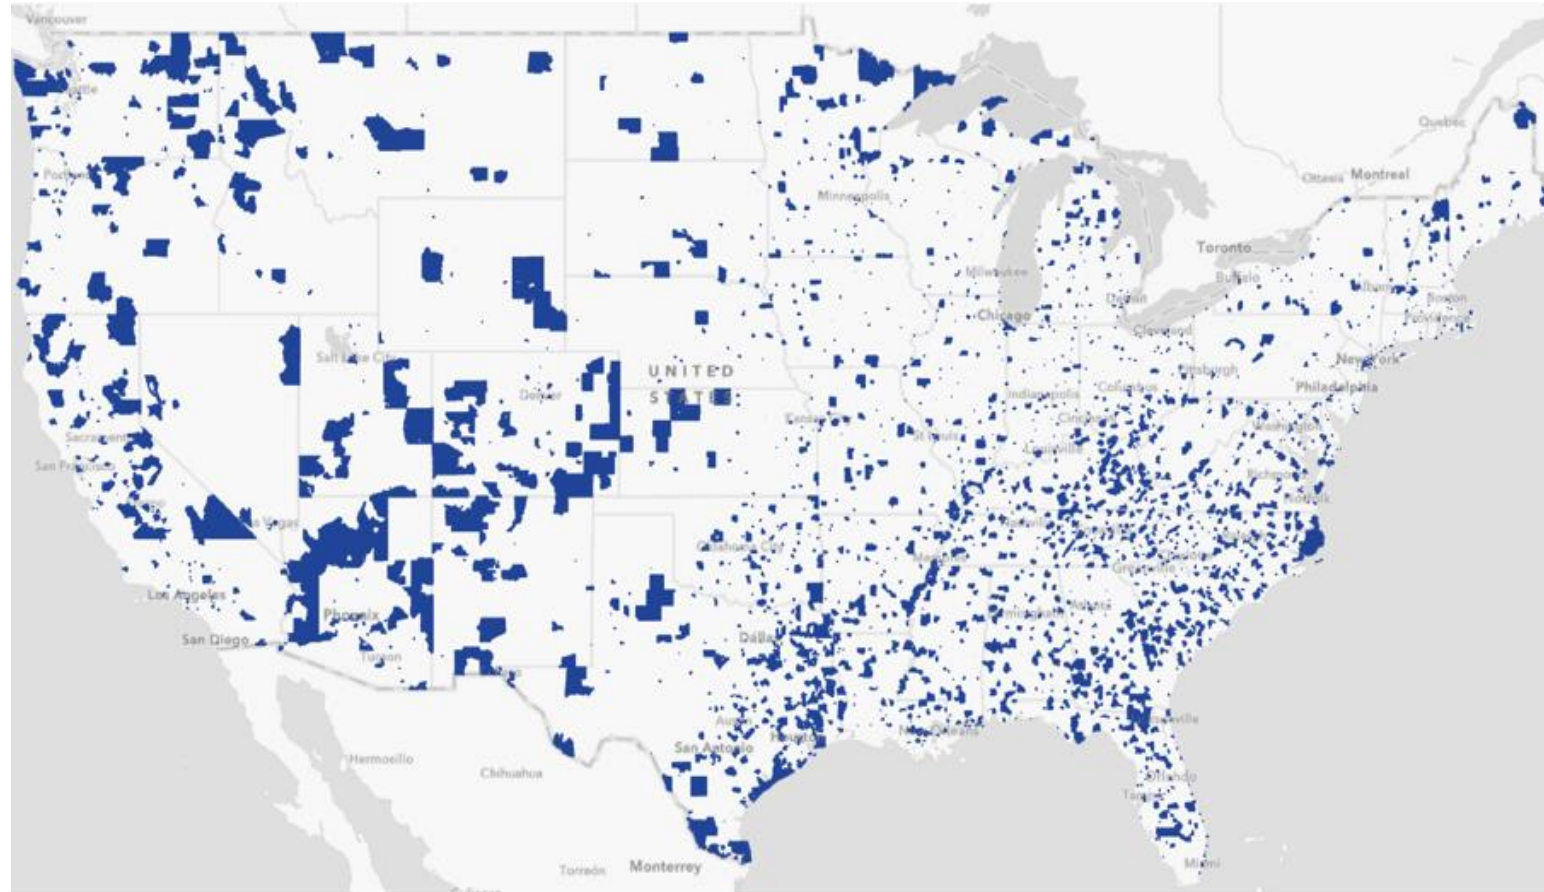 Vancouver
Quebec
Portland
Ottawa
Montreal
Minneapolis
Toronto
Milwaukee
Buffalo
Detroit
Boston
Chicago
Providence
Cleveland
Salt Lake City
New York
UNITED
STATES
Pittsburgh
Denver
Philadelphia
Indianapolis
Columbus
Kansas City
Cincinnati
Washington
Sacramento
St Louis
San Francisco
Louisville
Richmond
Norfolk
Las Vegas
Nashville
Oklahoma City
Memphis
Charlotte
Greenville
Los Angeles
Birmingham
Atlanta
Phoenix
San Diego
Dallas
Tucson
Jacksonville
Austin
New Orleans
Houston
San Antonio
Hermosillo
Chihuahua
Orlando
Tampa
Torreón
Monterrey
Miami